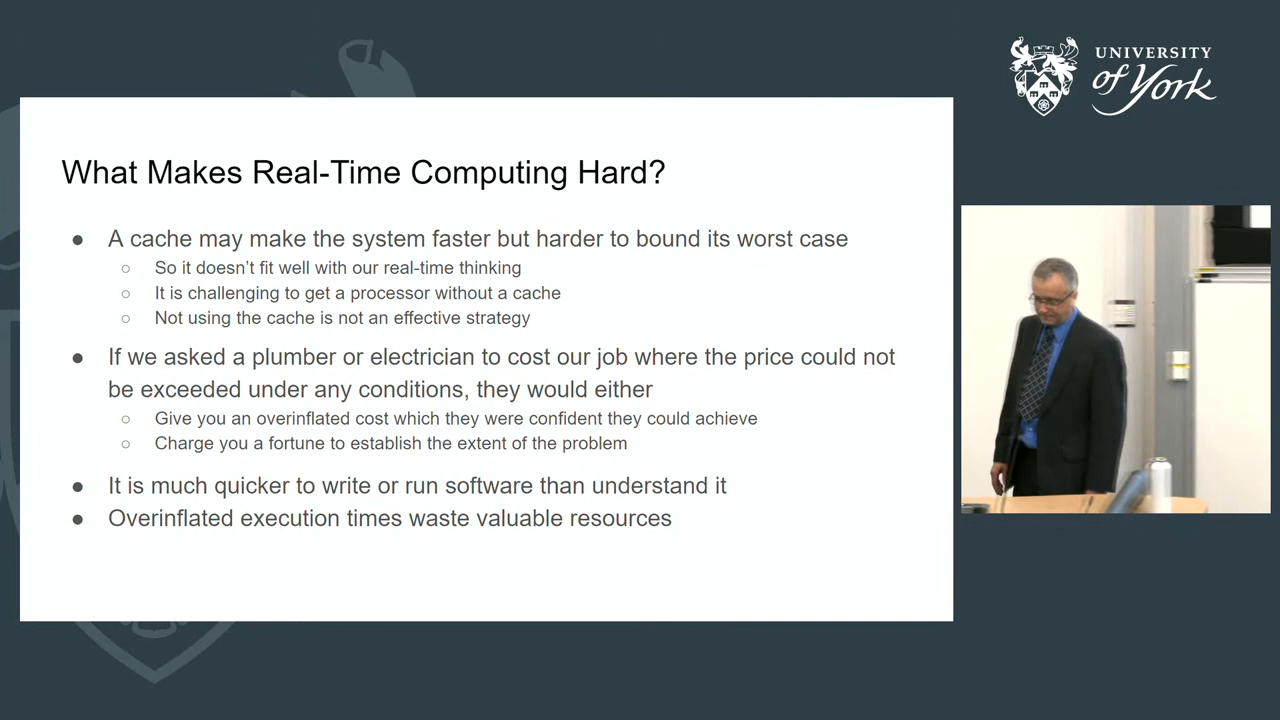 UNIVERSITY
of York
What Makes Real-Time Computing Hard?
● A cache may make the system faster but harder to bound its worst case
○ So it doesn't fit well with our real-time thinking
○ It is challenging to get a processor without a cache
○ Not using the cache is not an effective strategy
● If we asked a plumber or electrician to cost our job where the price could not
be exceeded under any conditions, they would either
○ Give you an overinflated cost which they were confident they could achieve
○ Charge you a fortune to establish the extent of the problem
● It is much quicker to write or run software than understand it
● Overinflated execution times waste valuable resources